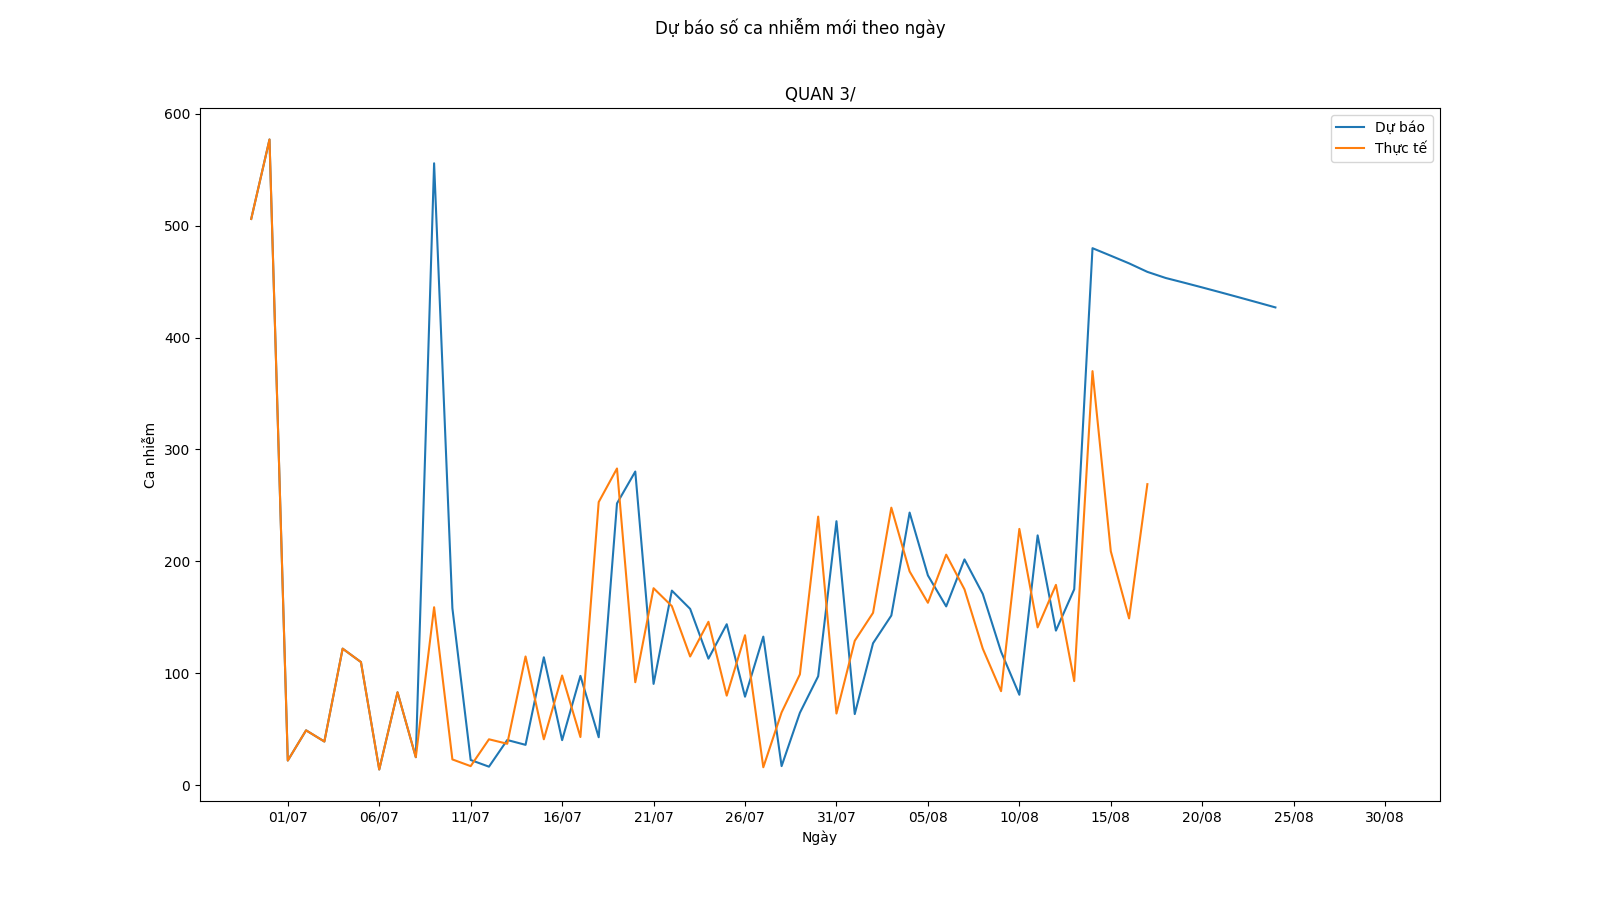 Dự báo số ca nhiễm mới theo ngày
QUAN 3/
Dự báo
Thực tế
600
500
400
300
200
100
0
Ca nhiễm
01/07 06/07 11/07 16/07 21/07 26/07 31/07 05/08 10/08 15/08 20/08 25/08 30/08
Ngày